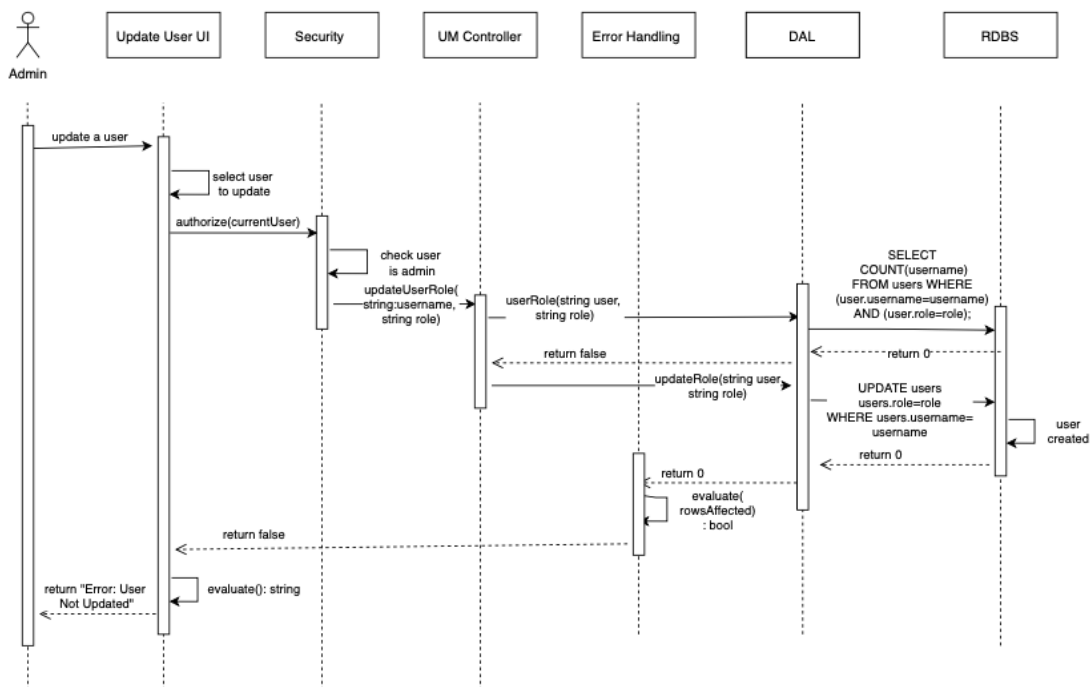 Update User UI
Security
UM Controller
Error Handling
DAL
RDBS
Admin
update a user
select user
to update
authorize(currentUser)
check user
is admin
updateUserRole(
string:username,
string role)
userRole(string user,
string role)
SELECT
COUNT(username)
FROM users WHERE
(user.username=username)
AND (user.role=role);
return 0
return false
updateRole(string user,
string role)
UPDATE users
users.role=role
WHERE users.username=
username
user
created
return 0
return 0
evaluate(
rowsAffected)
: bool
return false
evaluate(): string
return "Error: User
Not Updated"